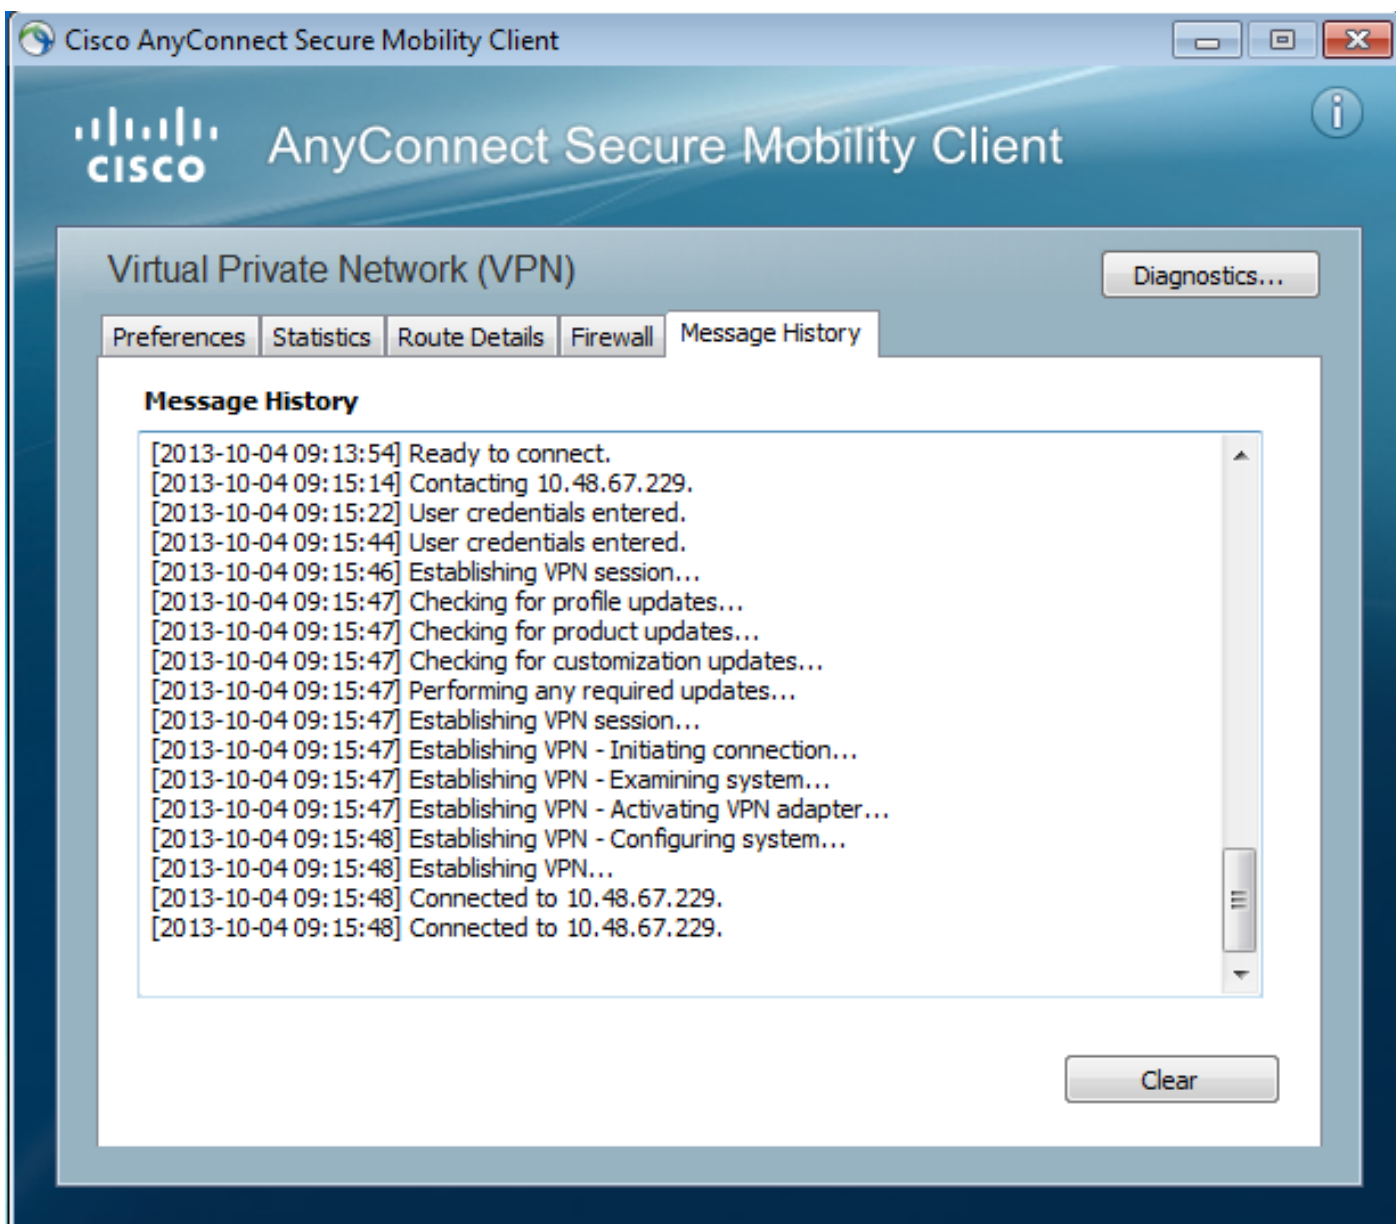 Cisco AnyConnect Secure Mobility Client
CISCO
AnyConnect Secure Mobility Client
i
Virtual Private Network (VPN)
Diagnostics...
Preferences
Statistics
Route Details
Firewall
Message History
Message History
[2013-10-04 09:13:54] Ready to connect.
[2013-10-04 09:15:14] Contacting 10.48.67.229.
[2013-10-04 09:15:22] User credentials entered.
[2013-10-04 09:15:44] User credentials entered.
[2013-10-04 09:15:46] Establishing VPN session...
[2013-10-04 09:15:47] Checking for profile updates...
[2013-10-04 09:15:47] Checking for product updates...
[2013-10-04 09:15:47] Checking for customization updates...
[2013-10-04 09:15:47] Performing any required updates...
[2013-10-04 09:15:47] Establishing VPN session...
[2013-10-04 09:15:47] Establishing VPN - Initiating connection...
[2013-10-04 09:15:47] Establishing VPN - Examining system...
[2013-10-04 09:15:47] Establishing VPN - Activating VPN adapter...
[2013-10-04 09:15:48] Establishing VPN - Configuring system...
[2013-10-04 09:15:48] Establishing VPN...
[2013-10-04 09:15:48] Connected to 10.48.67.229.
[2013-10-04 09:15:48] Connected to 10.48.67.229.
Clear